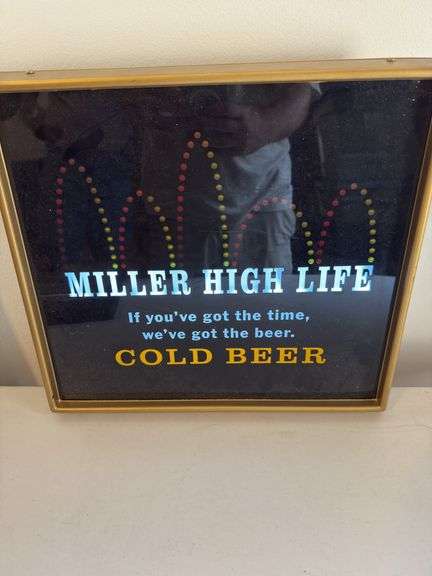 MILLER HIGH LIFE
If you've got the time,
we've got the beer.
COLD BEER